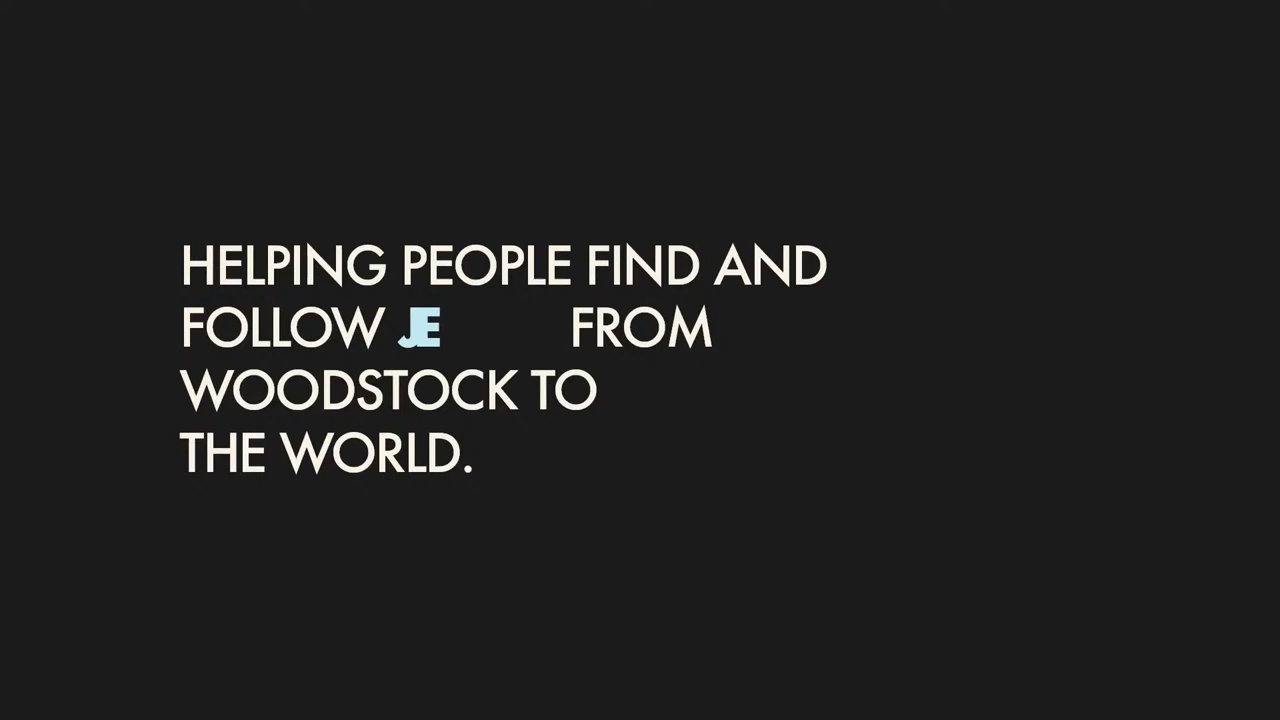 HELPING PEOPLE FIND AND
FOLLOW JE FROM
WOODSTOCK TO
THE WORLD.